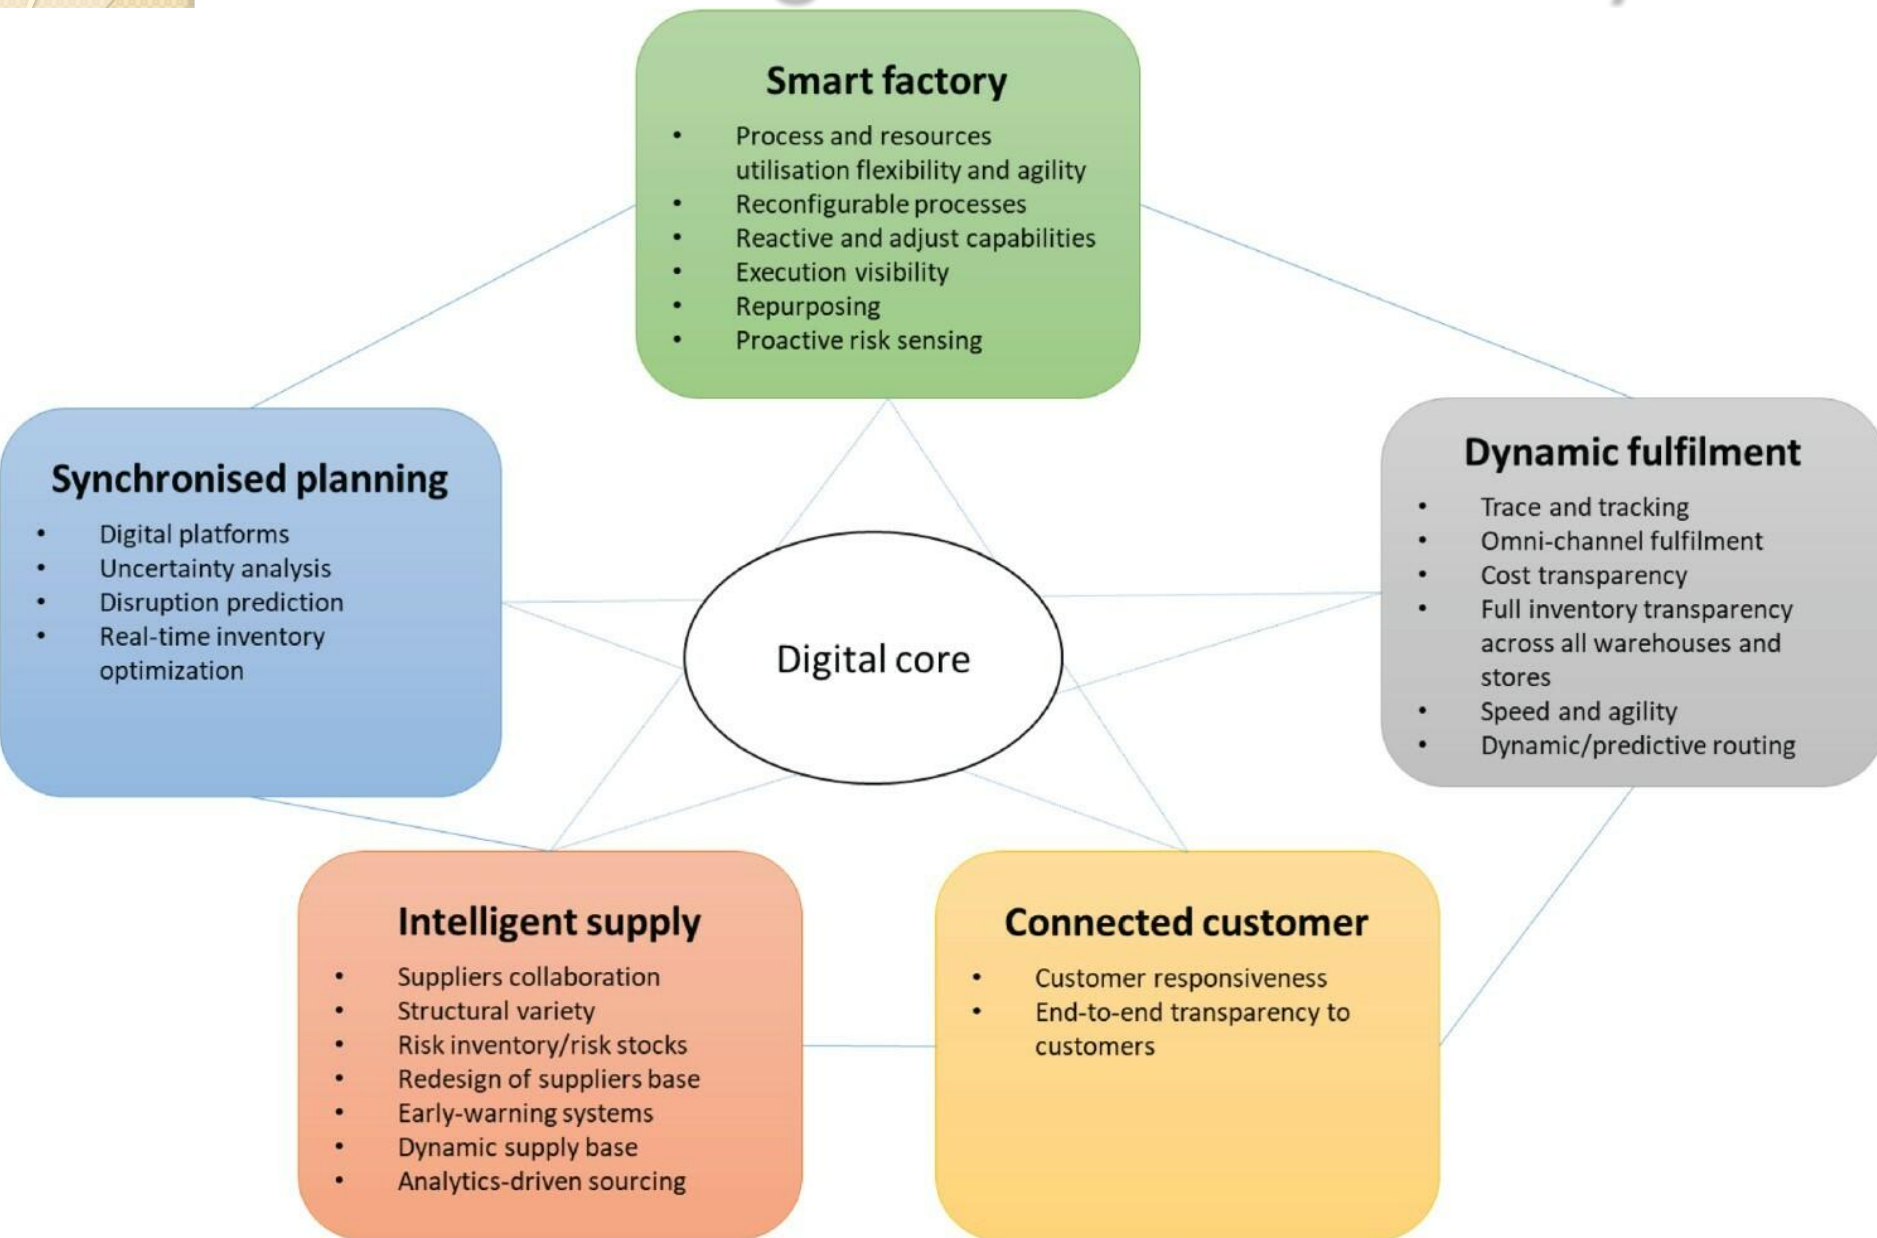 Smart factory
• Process and resources
utilisation flexibility and agility
• Reconfigurable processes
• Reactive and adjust capabilities
• Execution visibility
• Repurposing
• Proactive risk sensing
Synchronised planning
• Digital platforms
• Uncertainty analysis
• Disruption prediction
• Real-time inventory
optimization
Digital core
Dynamic fulfilment
• Trace and tracking
• Omni-channel fulfilment
• Cost transparency
• Full inventory transparency
across all warehouses and
stores
• Speed and agility
• Dynamic/predictive routing
Intelligent supply
• Suppliers collaboration
• Structural variety
• Risk inventory/risk stocks
• Redesign of suppliers base
• Early-warning systems
• Dynamic supply base
• Analytics-driven sourcing
Connected customer
• Customer responsiveness
• End-to-end transparency to
customers